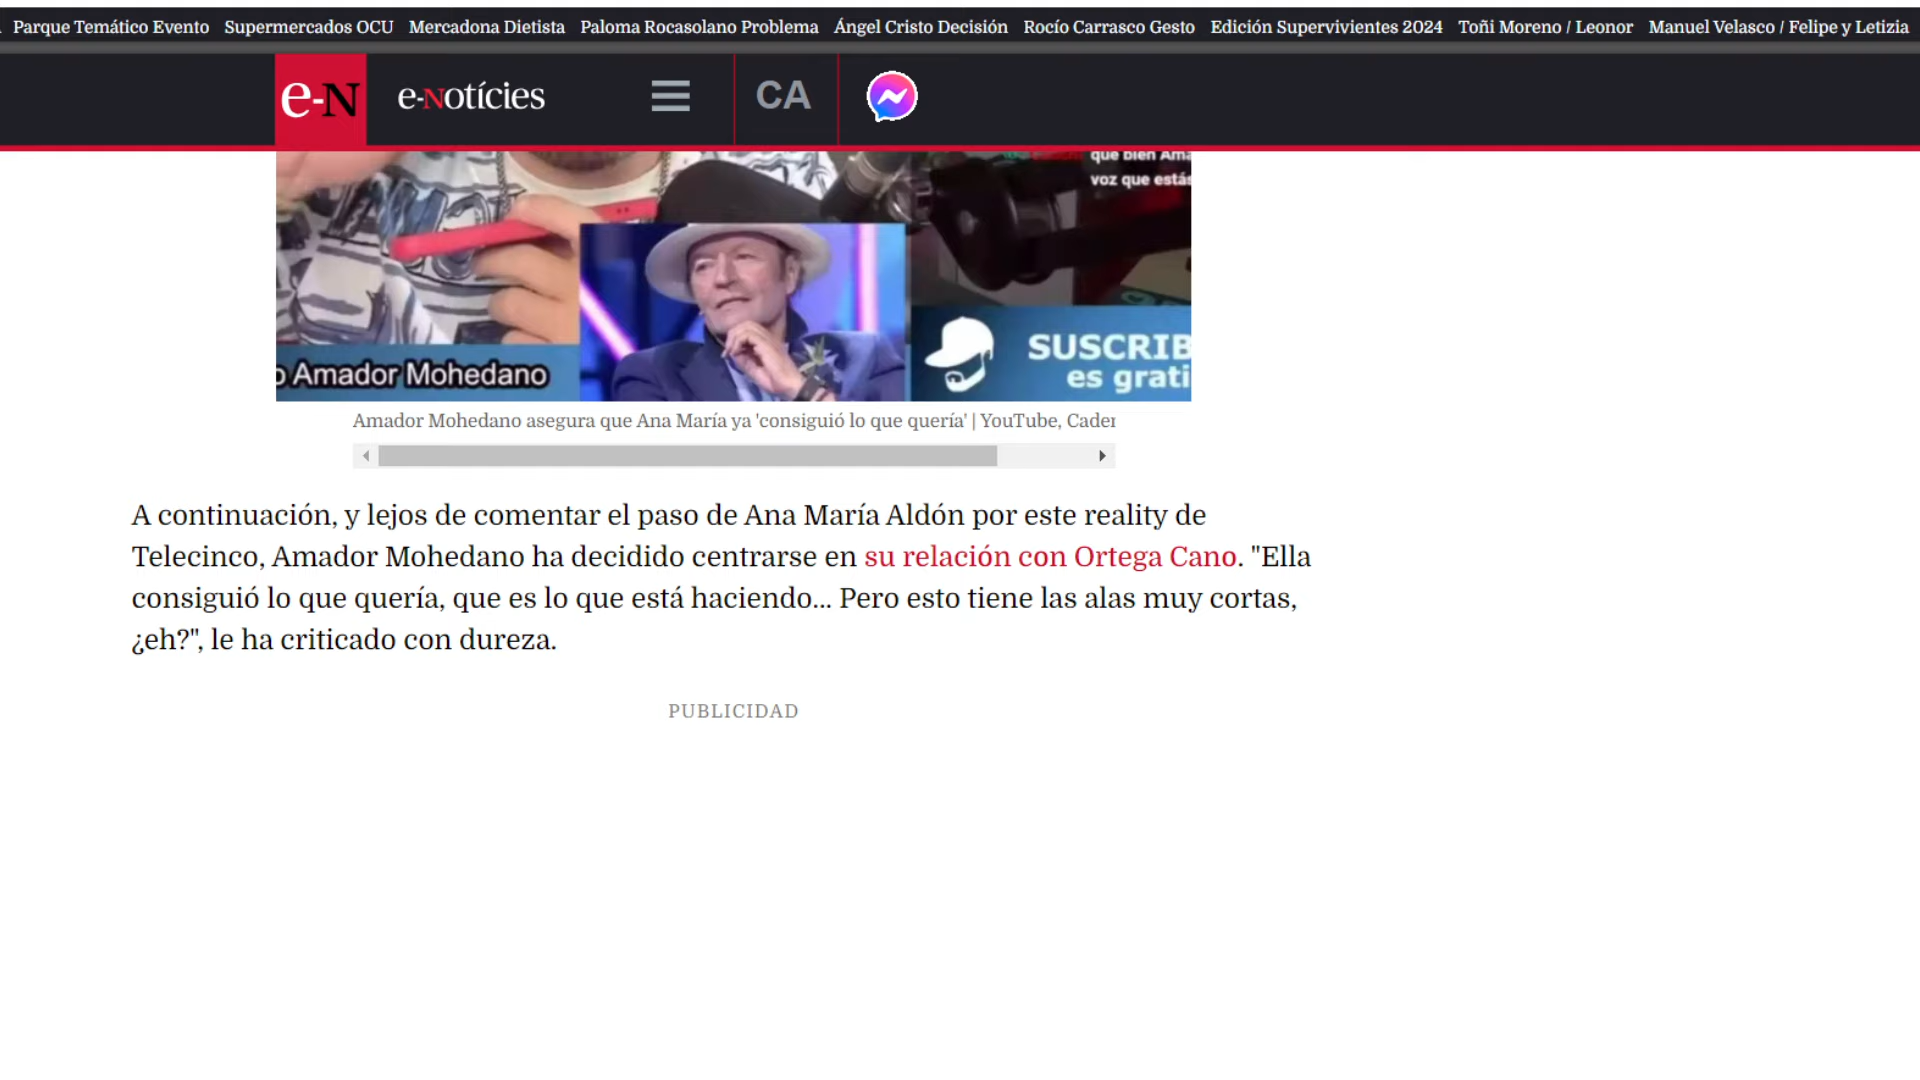 Parque Temático Evento Supermercados OCU Mercadona Dietista Paloma Rocasolano Problema Ángel Cristo Decisión Rocío Carrasco Gesto Edición Supervivientes 2024 Toñi Moreno / Leonor Manuel Velasco / Felipe y Letizia
e-N e-Notícies CA
que bien Ama
voz que estás
SUSCRIB
es grati
o Amador Mohedano
Amador Mohedano asegura que Ana María ya 'consiguió lo que quería' | YouTube, Cader
A continuación, y lejos de comentar el paso de Ana María Aldón por este reality de
Telecinco, Amador Mohedano ha decidido centrarse en su relación con Ortega Cano. "Ella
consiguió lo que quería, que es lo que está haciendo... Pero esto tiene las alas muy cortas,
¿eh?", le ha criticado con dureza.
PUBLICIDAD